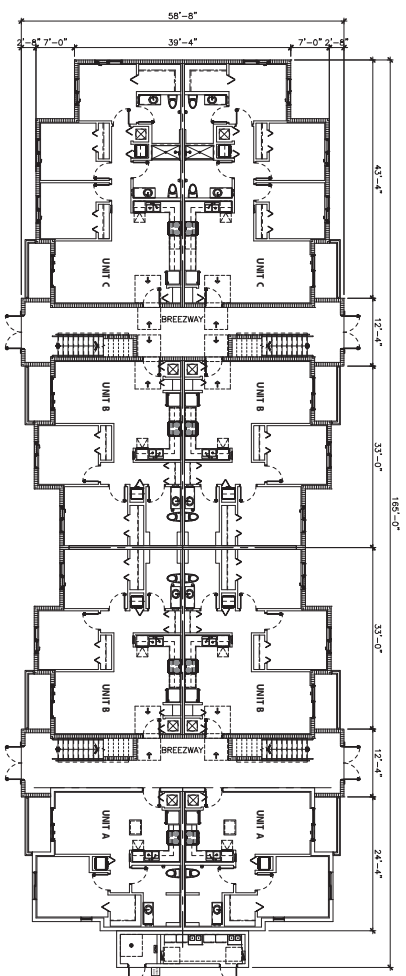 58'-8"
2'-8" 7'-0" 39'-4" 7'-0" 2'-8"
43'-4"
UNIT C
UNIT C
BREEZWAY
12'-4"
UNIT B
UNIT B
33'-0"
165'-0"
33'-0"
UNIT B
UNIT B
BREEZWAY
12'-4"
UNIT A
UNIT A
24'-4"